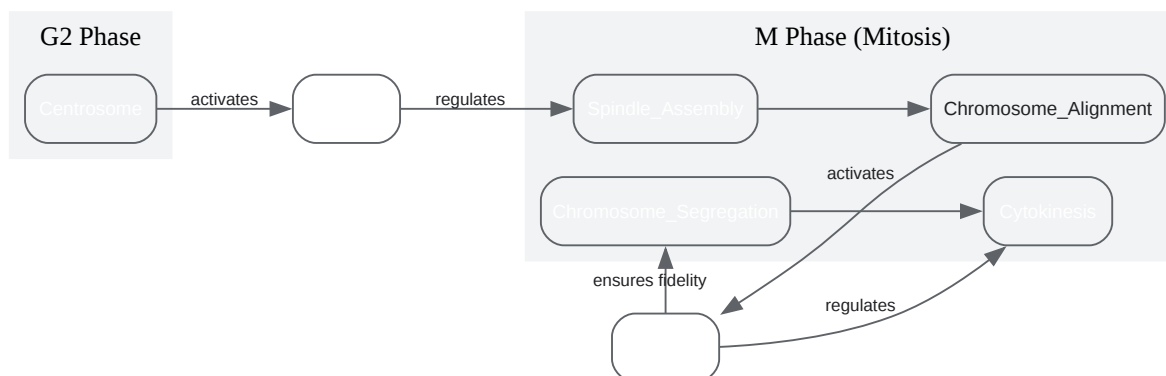 G2 Phase
M Phase (Mitosis)
Centrosome
activates
regulates
Spindle_Assembly
Chromosome_Alignment
activates
Chromosome_Segregation
Cytokinesis
ensures fidelity
regulates